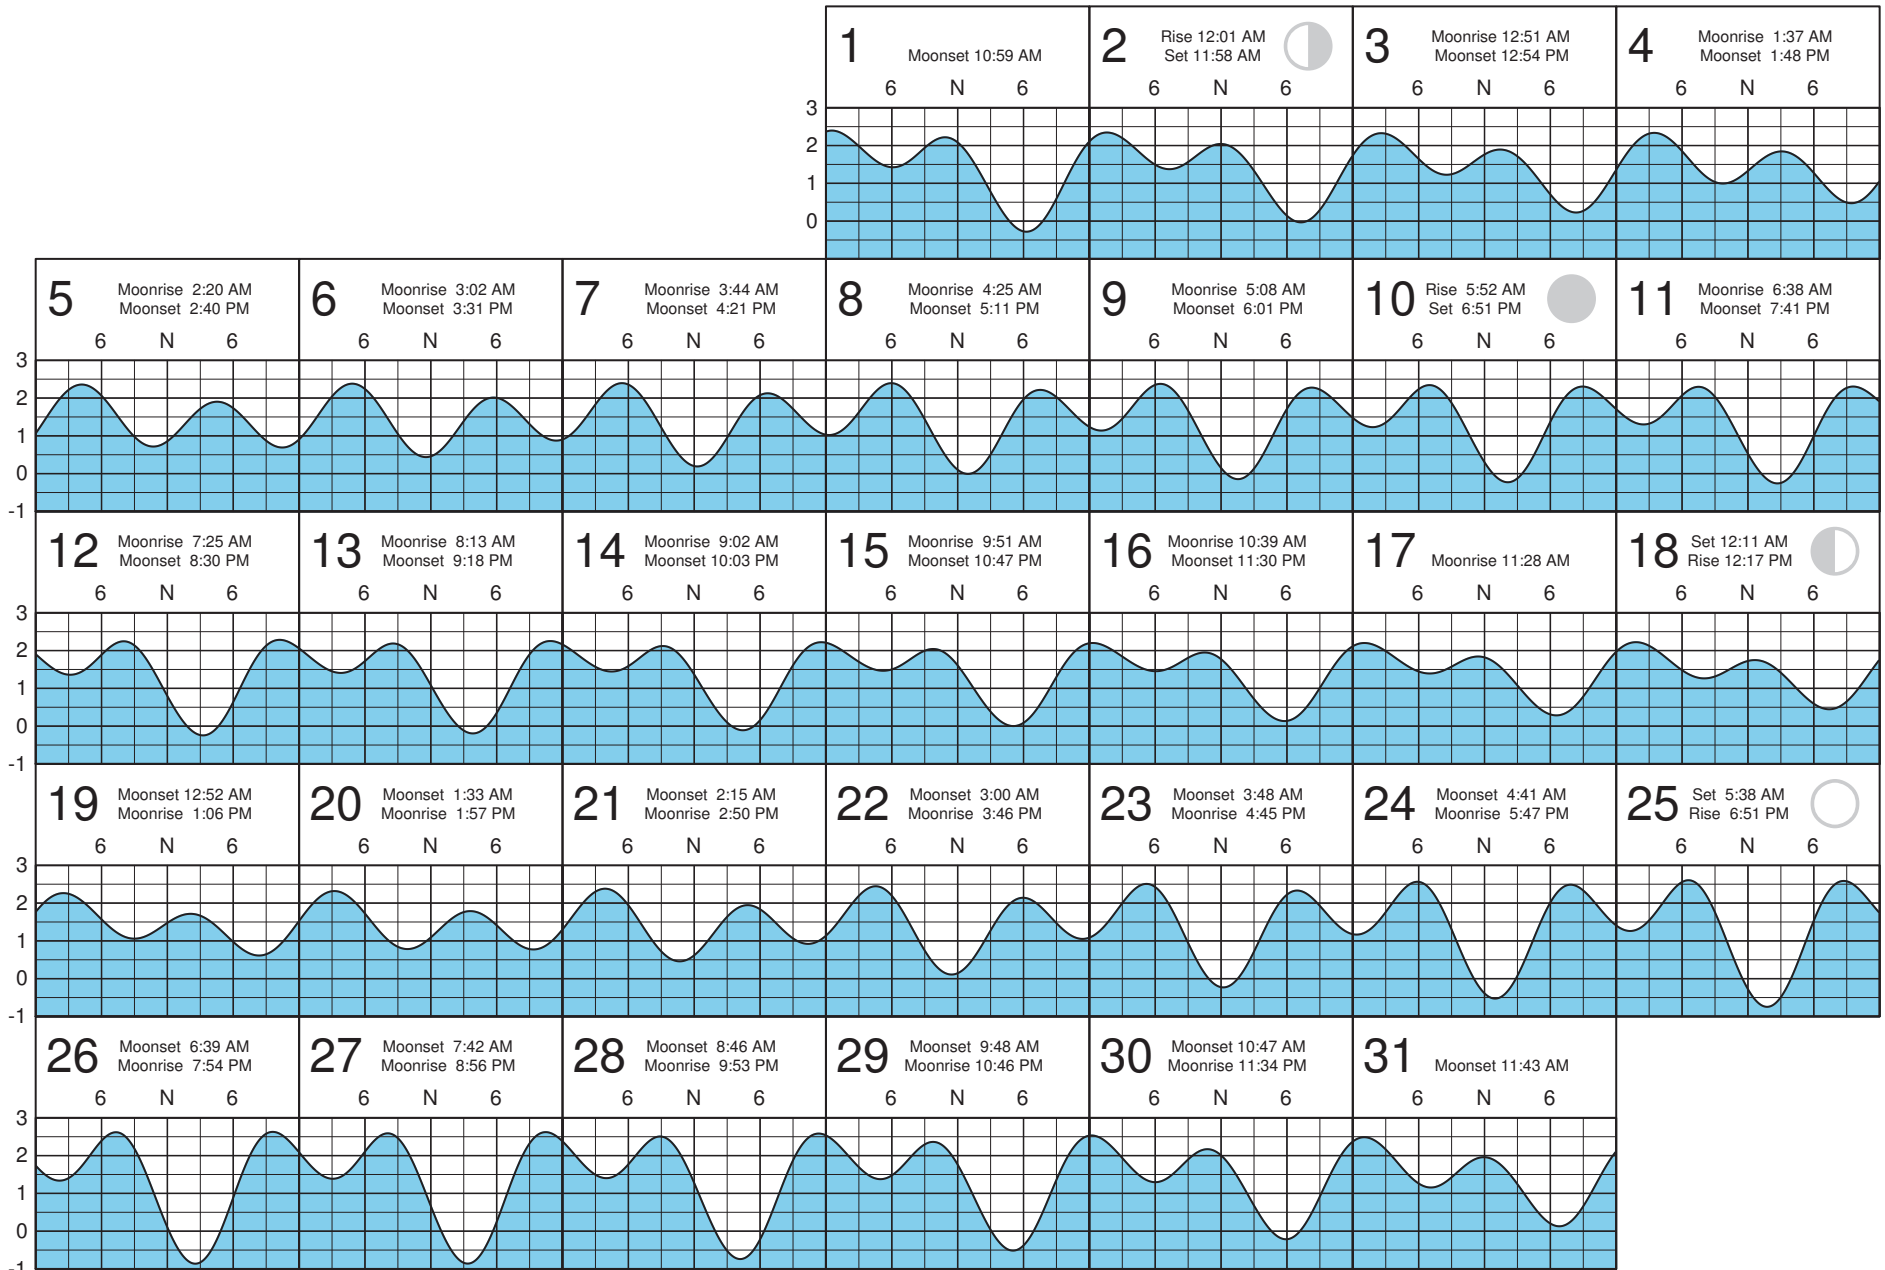 1
Moonset 10:59 AM
2
Rise 12:01 AM
Set 11:58 AM
3
Moonrise 12:51 AM
Moonset 12:54 PM
4
Moonrise 1:37 AM
Moonset 1:48 PM
6 N 6 6 N 6 6 N 6 6 N 6
3
2
1
0
5
Moonrise 2:20 AM
Moonset 2:40 PM
6
Moonrise 3:02 AM
Moonset 3:31 PM
7
Moonrise 3:44 AM
Moonset 4:21 PM
8
Moonrise 4:25 AM
Moonset 5:11 PM
9
Moonrise 5:08 AM
Moonset 6:01 PM
10
Rise 5:52 AM
Set 6:51 PM
11
Moonrise 6:38 AM
Moonset 7:41 PM
6 N 6 6 N 6 6 N 6 6 N 6 6 N 6 6 N 6 6 N 6
3
2
1
0
-1
12
Moonrise 7:25 AM
Moonset 8:30 PM
13
Moonrise 8:13 AM
Moonset 9:18 PM
14
Moonrise 9:02 AM
Moonset 10:03 PM
15
Moonrise 9:51 AM
Moonset 10:47 PM
16
Moonrise 10:39 AM
Moonset 11:30 PM
17
Moonrise 11:28 AM
18
Set 12:11 AM
Rise 12:17 PM
6 N 6 6 N 6 6 N 6 6 N 6 6 N 6 6 N 6 6 N 6
3
2
1
0
-1
19
Moonset 12:52 AM
Moonrise 1:06 PM
20
Moonset 1:33 AM
Moonrise 1:57 PM
21
Moonset 2:15 AM
Moonrise 2:50 PM
22
Moonset 3:00 AM
Moonrise 3:46 PM
23
Moonset 3:48 AM
Moonrise 4:45 PM
24
Moonset 4:41 AM
Moonrise 5:47 PM
25
Set 5:38 AM
Rise 6:51 PM
6 N 6 6 N 6 6 N 6 6 N 6 6 N 6 6 N 6 6 N 6
3
2
1
0
-1
26
Moonset 6:39 AM
Moonrise 7:54 PM
27
Moonset 7:42 AM
Moonrise 8:56 PM
28
Moonset 8:46 AM
Moonrise 9:53 PM
29
Moonset 9:48 AM
Moonrise 10:46 PM
30
Moonset 10:47 AM
Moonrise 11:34 PM
31
Moonset 11:43 AM
6 N 6 6 N 6 6 N 6 6 N 6 6 N 6 6 N 6
3
2
1
0
-1